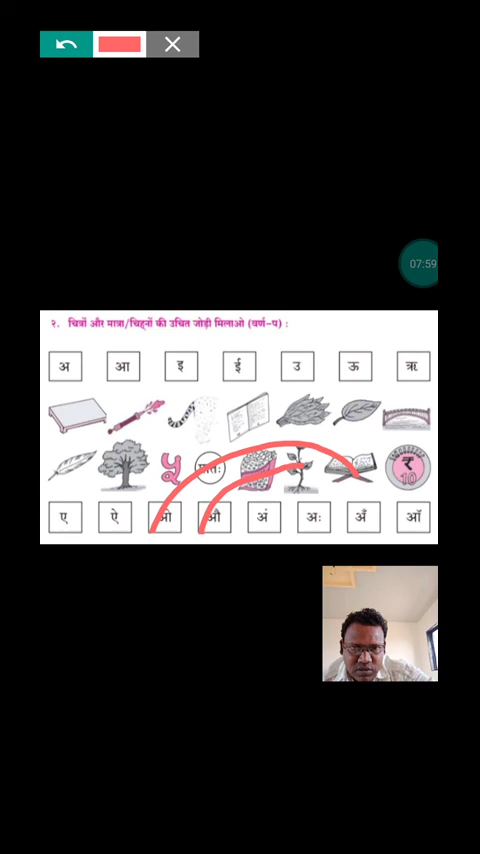 07:59
२. चित्रों और मात्रा/चिह्नों की उचित जोड़ी मिलाओ (वर्ण-प) :
अ आ इ ई उ ऊ ऋ
पृ तः ₹ 10
ए ऐ ओ औ अं अः अँ ऑ